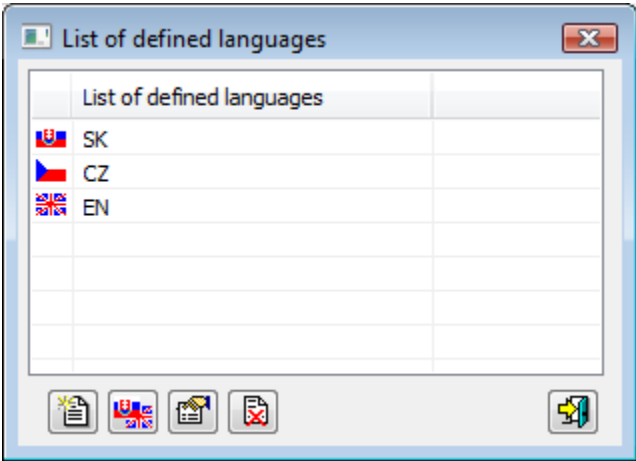 List of defined languages
List of defined languages
SK
CZ
EN